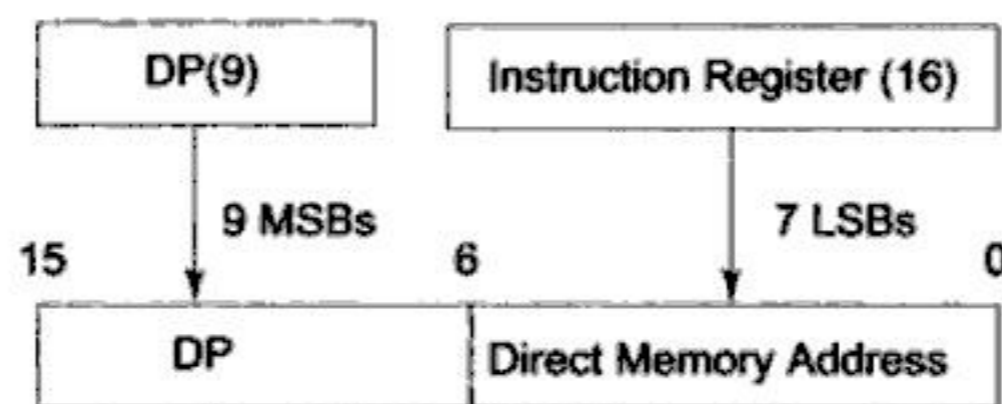 DP(9)
Instruction Register (16)
9 MSBs
7 LSBs
15
6
0
DP
Direct Memory Address